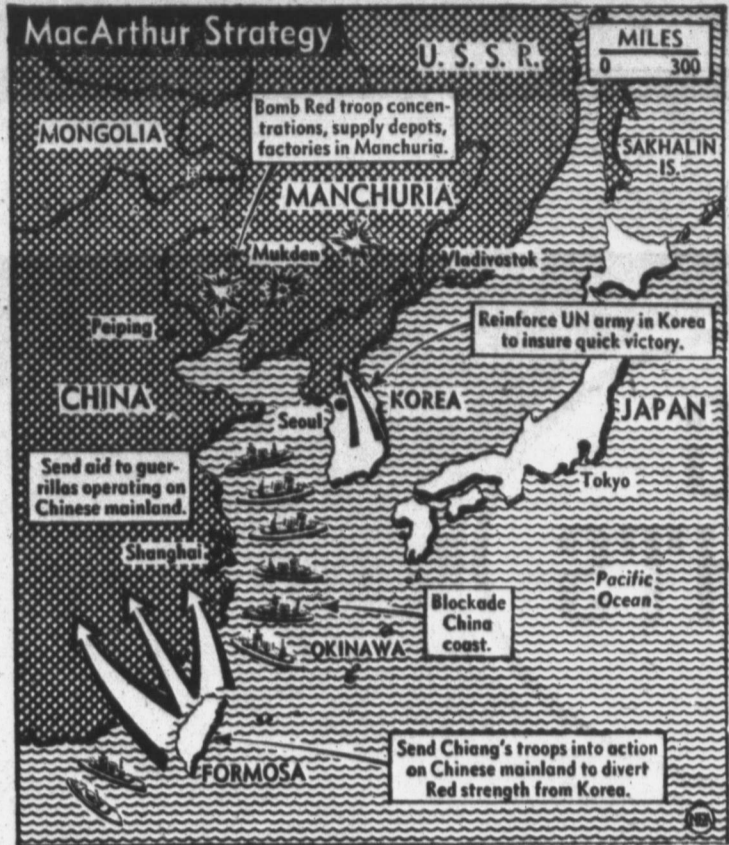 MacArthur Strategy
U. S. S. R.
MILES
0 300
Bomb Red troop concen-
trations, supply depots,
factories in Manchuria.
MONGOLIA
SAKHALIN
IS.
MANCHURIA
Mukden
Vladivostok
Peiping
Reinforce UN army in Korea
to insure quick victory.
CHINA
Seoul
KOREA
JAPAN
Send aid to guer-
rillas operating on
Chinese mainland.
Tokyo
Shanghai
Pacific
Ocean
Blockade
China
coast.
OKINAWA
Send Chiang's troops into action
on Chinese mainland to divert
Red strength from Korea.
FORMOSA
NEA